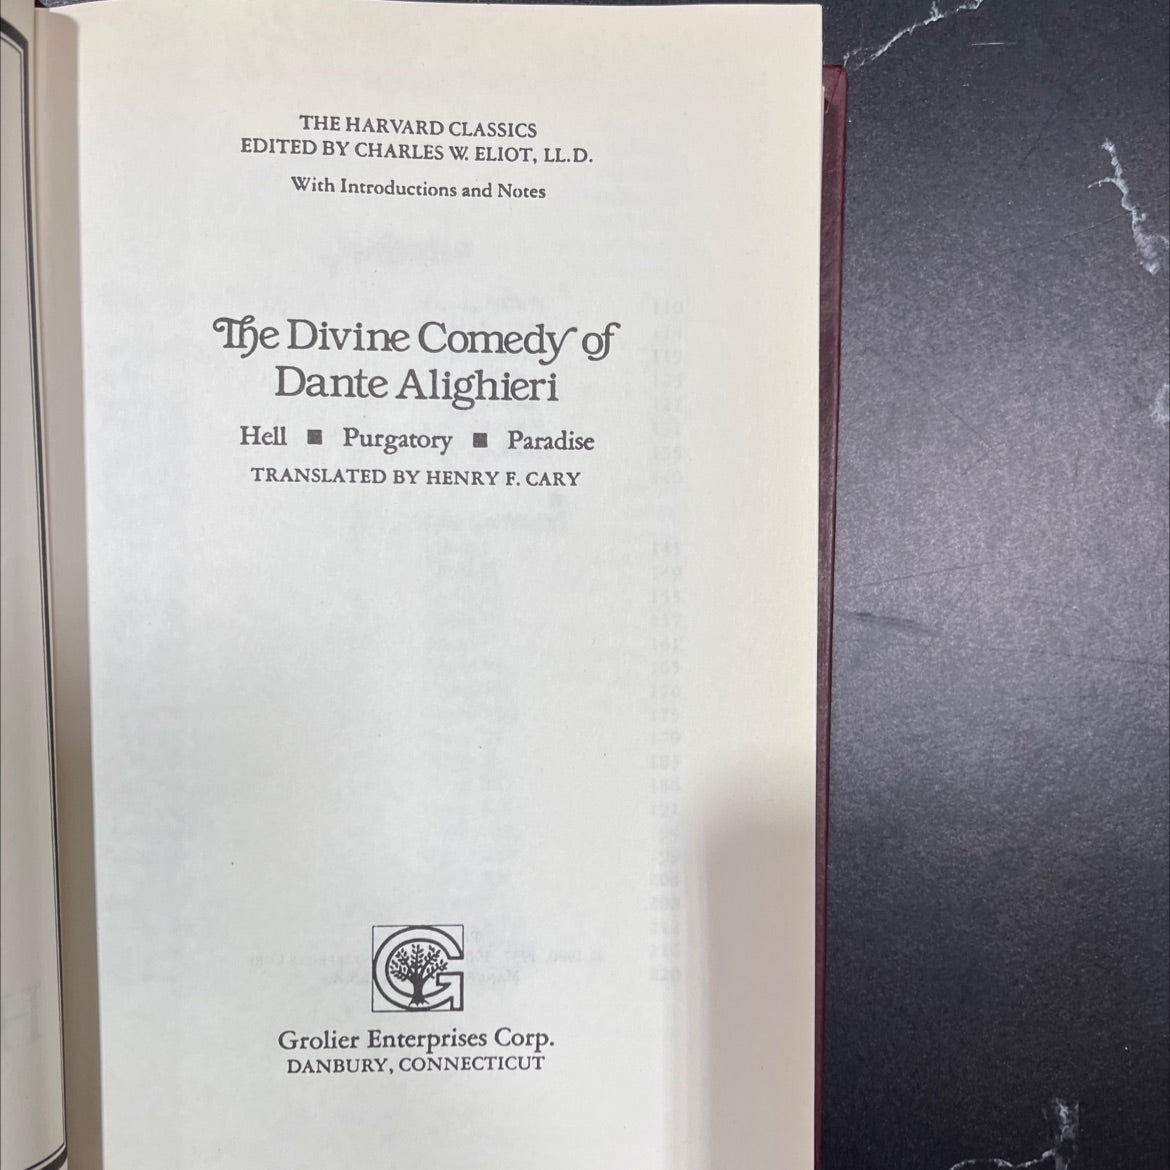 THE HARVARD CLASSICS
EDITED BY CHARLES W. ELIOT, LL.D.
With Introductions and Notes
The Divine Comedy of
Dante Alighieri
Hell ■ Purgatory ■ Paradise
TRANSLATED BY HENRY F. CARY
G
Grolier Enterprises Corp.
DANBURY, CONNECTICUT